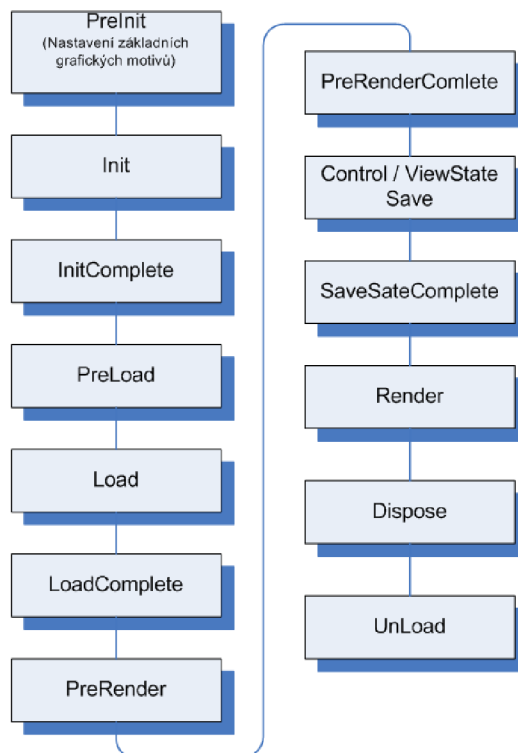 PreInit
(Nastavení základních
grafických motivů)
Init
InitComplete
PreLoad
Load
LoadComplete
PreRender
PreRenderComlete
Control / ViewState
Save
SaveSateComplete
Render
Dispose
UnLoad